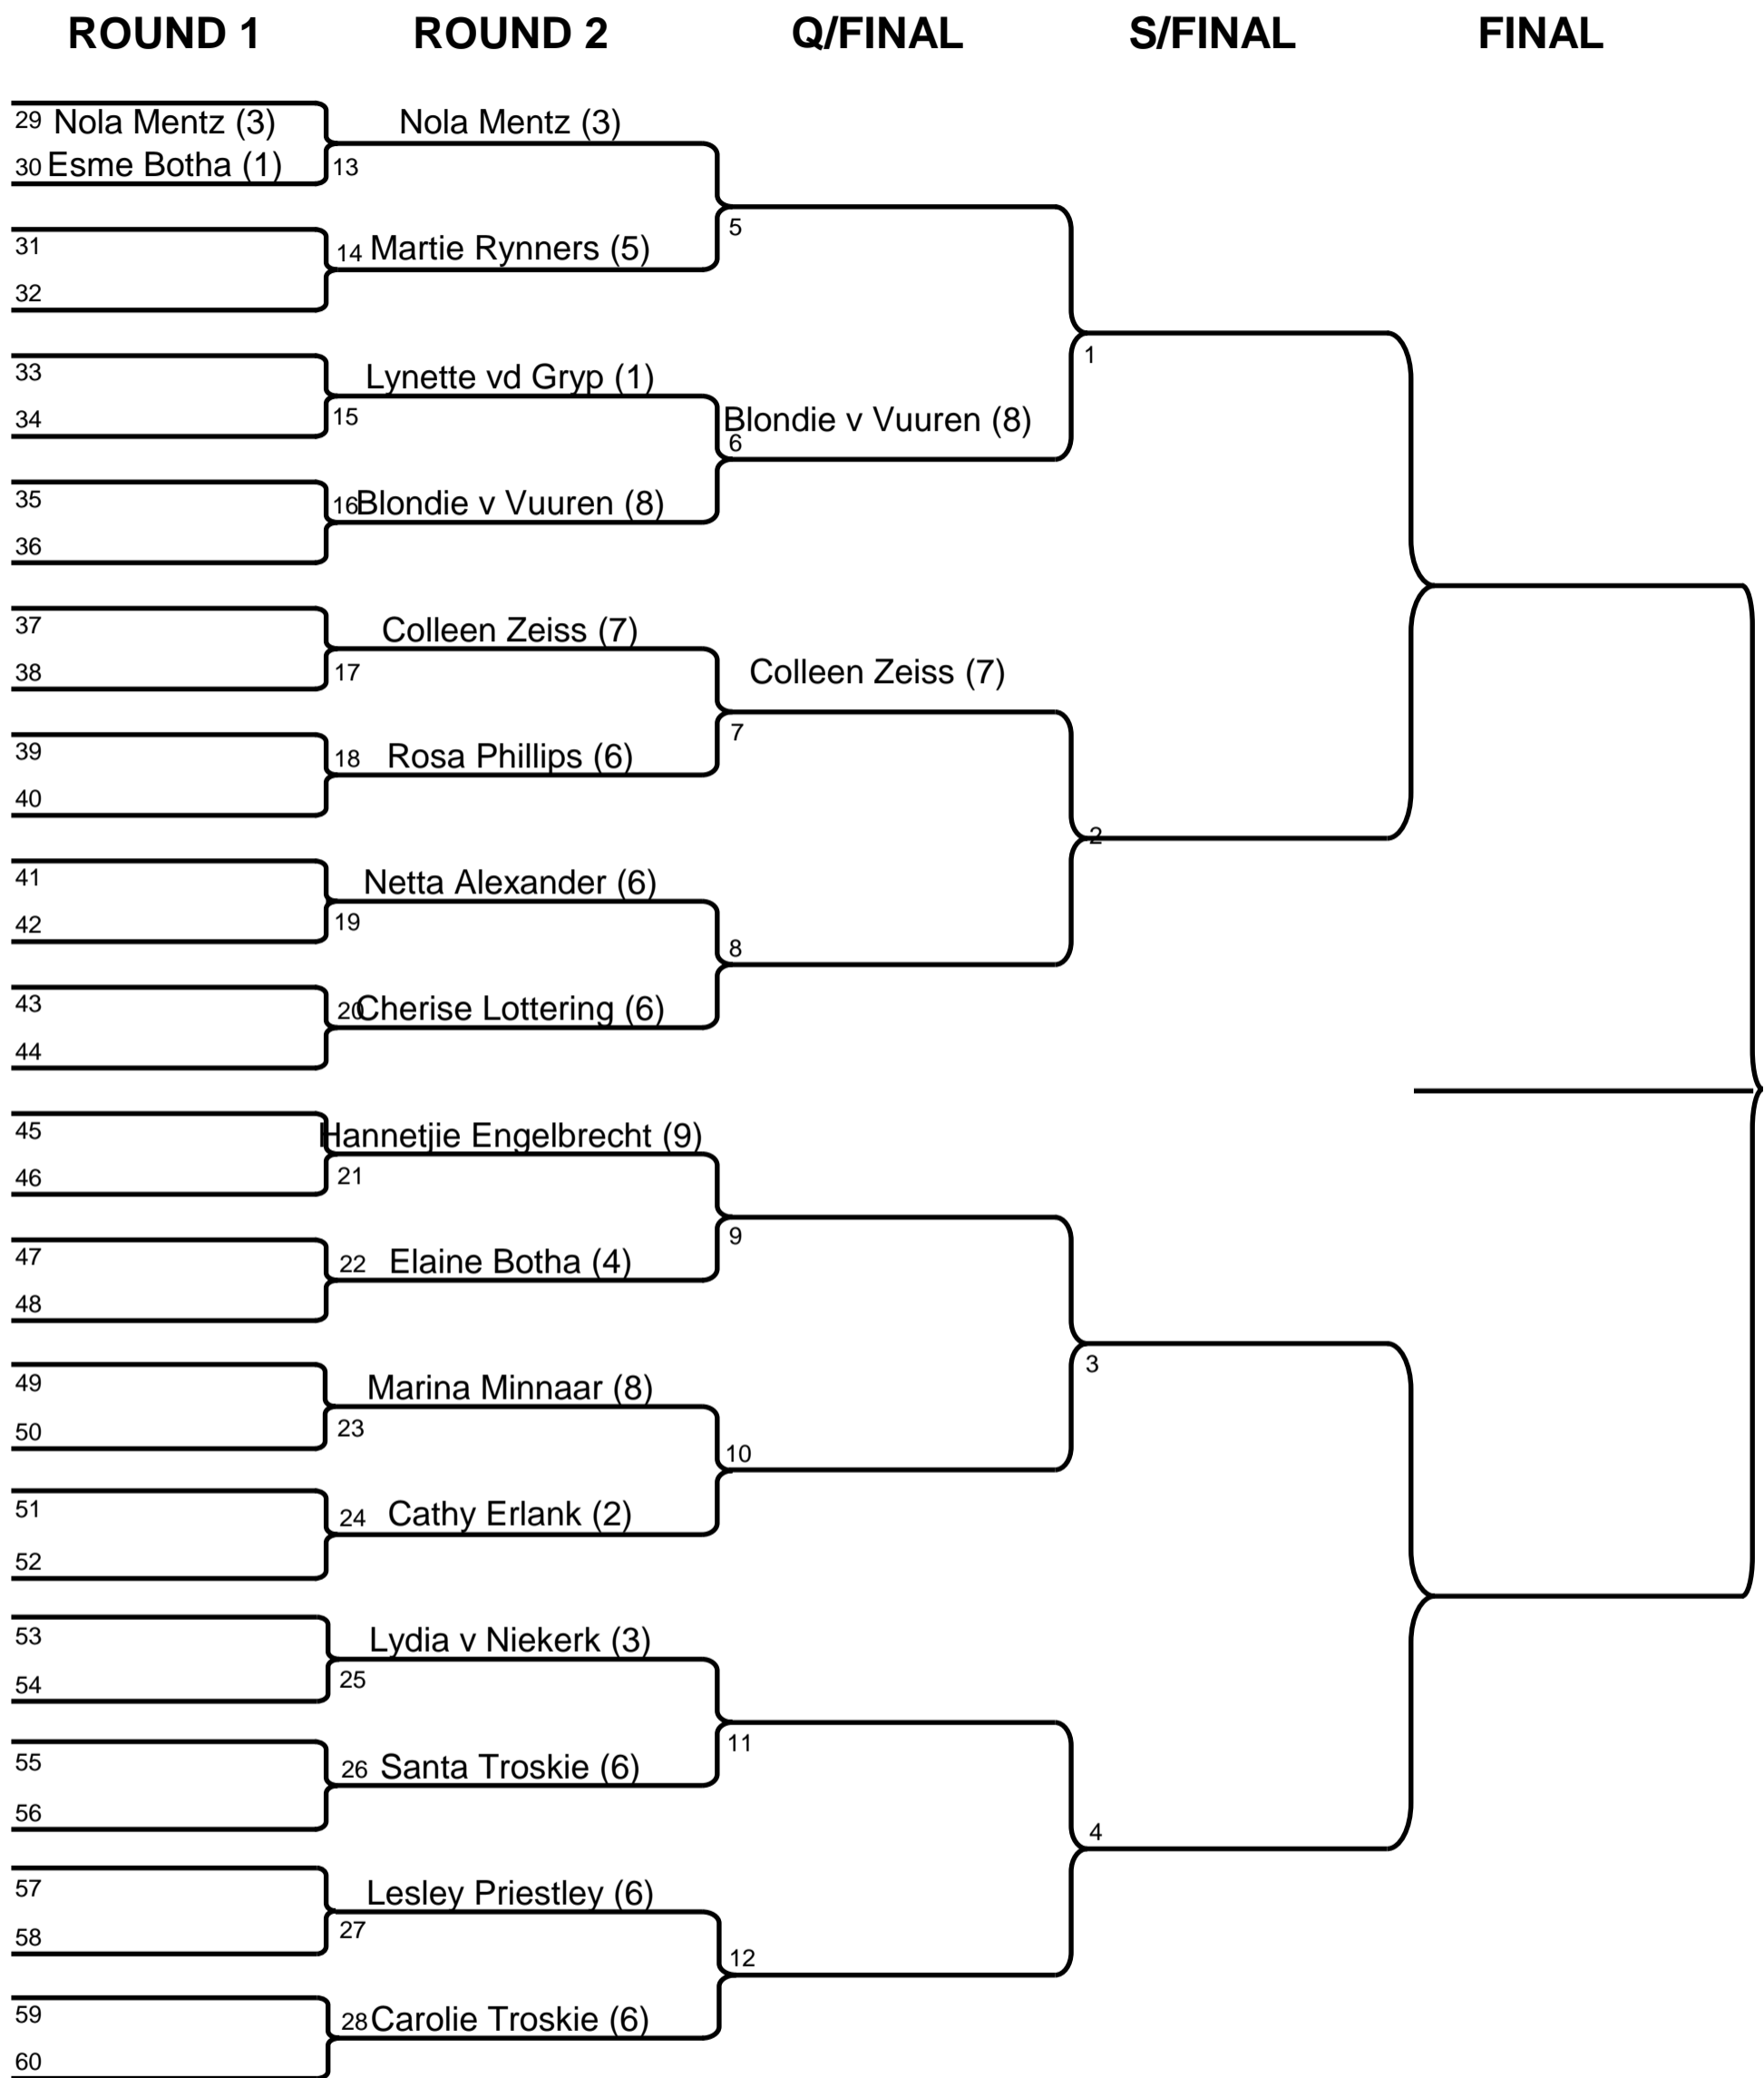 ROUND 1 ROUND 2 Q/FINAL S/FINAL FINAL
29 Nola Mentz (3) Nola Mentz (3)
30 Esme Botha (1) 13
5
31 14 Martie Rynners (5)
32
1
33 Lynette vd Gryp (1)
34 15 Blondie v Vuuren (8)
6
35 16 Blondie v Vuuren (8)
36
37 Colleen Zeiss (7)
38 17 Colleen Zeiss (7)
7
39 18 Rosa Phillips (6)
40
2
41 Netta Alexander (6)
42 19
8
43 20 Cherise Lottering (6)
44
45 Hannetjie Engelbrecht (9)
46 21
9
47 22 Elaine Botha (4)
48
3
49 Marina Minnaar (8)
50 23
10
51 24 Cathy Erlank (2)
52
53 Lydia v Niekerk (3)
54 25
11
55 26 Santa Troskie (6)
56
4
57 Lesley Priestley (6)
58 27
12
59 28 Carolie Troskie (6)
60